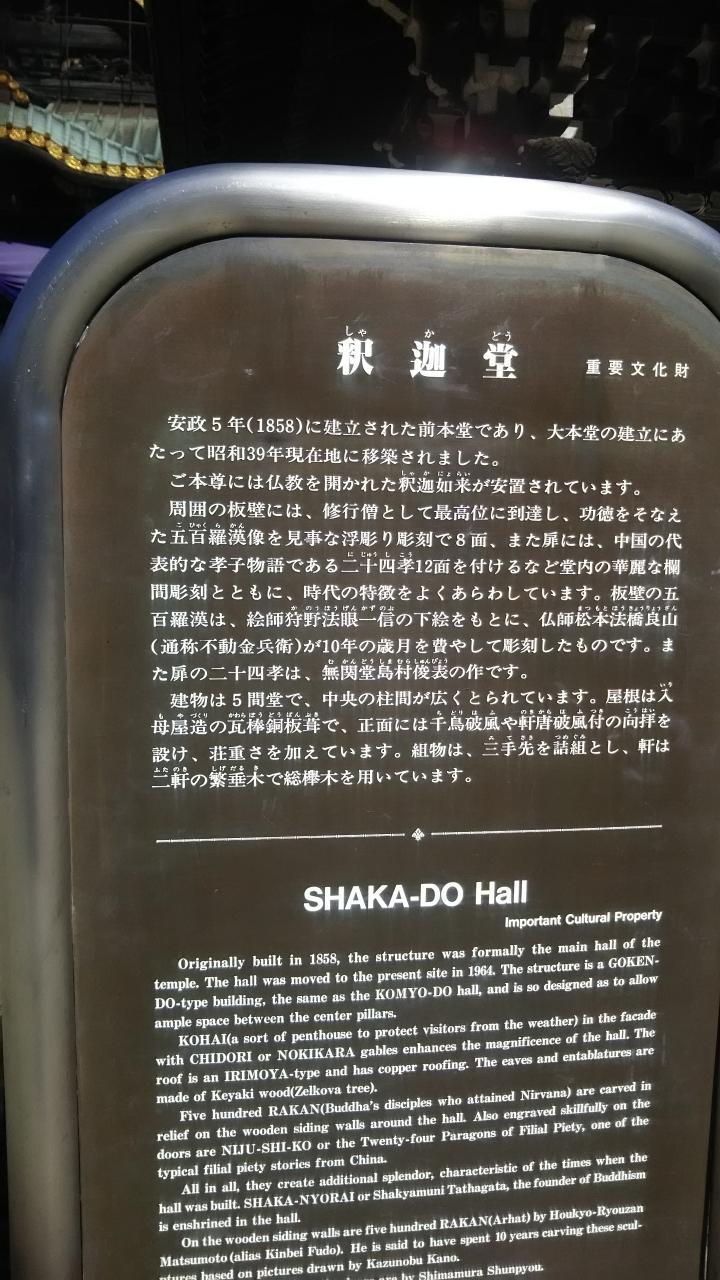 釈迦堂 重要文化財
安政5年(1858)に建立された前本堂であり、大本堂の建立にあ
たって昭和39年現在地に移築されました。
ご本尊には仏教を開かれた釈迦如来が安置されています。
周囲の板壁には、修行僧として最高位に到達し、功徳をそなえ
た五百羅漢像を見事な浮彫り彫刻で8面、また扉には、中国の代
表的な孝子物語である二十四孝12面を付けるなど堂内の華麗な欄
間彫刻とともに、時代の特徴をよくあらわしています。板壁の五
百羅漢は、絵師狩野法眼一信の下絵をもとに、仏師松本法橋良山
(通称不動金兵衛)が10年の歳月を費やして彫刻したものです。ま
た扉の二十四孝は、無関堂島村俊表の作です。
建物は5間堂で、中央の柱間が広くとられています。屋根は入
母屋造の瓦棒銅板葺で、正面には千鳥破風や軒唐破風付の向拝を
設け、荘重さを加えています。組物は、三手先を詰組とし、軒は
二軒の繁垂木で総欅木を用いています。
SHAKA-DO Hall
Important Cultural Property
Originally built in 1858, the structure was formally the main hall of the
temple. The hall was moved to the present site in 1964. The structure is a GOKEN-
DO-type building, the same as the KOMYO-DO hall, and is so designed as to allow
ample space between the center pillars.
KOHAI(a sort of penthouse to protect visitors from the weather) in the facade
with CHIDORI or NOKIKARA gables enhances the magnificence of the hall. The
roof is an IRIMOYA-type and has copper roofing. The eaves and entablatures are
made of Keyaki wood(Zelkova tree).
Five hundred RAKAN(Buddha's disciples who attained Nirvana) are carved in
relief on the wooden siding walls around the hall. Also engraved skillfully on the
doors are NIJU-SHI-KO or the Twenty-four Paragons of Filial Piety, one of the
typical filial piety stories from China.
All in all, they create additional splendor, characteristic of the times when the
hall was built. SHAKA-NYORAI or Shakyamuni Tathagata, the founder of Buddhism
is enshrined in the hall.
On the wooden siding walls are five hundred RAKAN(Arhat) by Houkyo-Ryouzan
Matsumoto (alias Kinbei Fudo). He is said to have spent 10 years carving these scul-
ptures based on pictures drawn by Kazunobu Kano.
are by Shimamura Shunpyou.